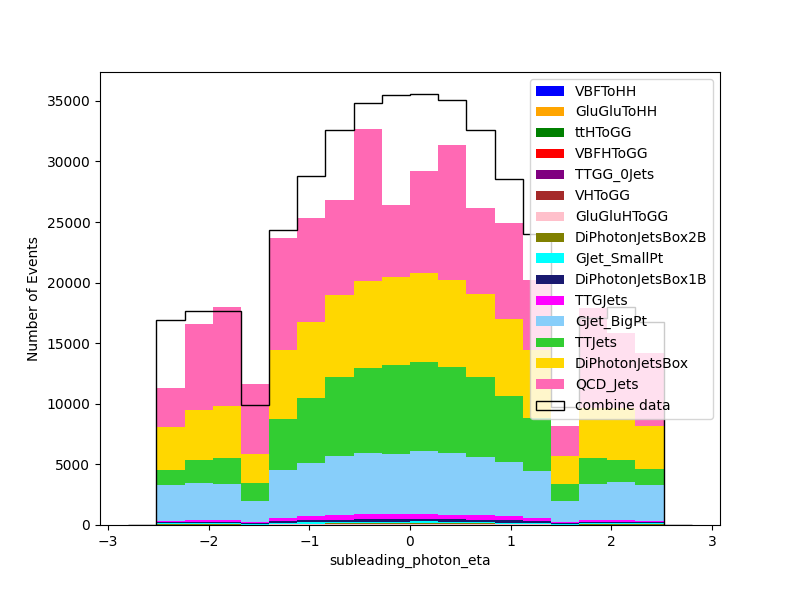 VBFToHH
GluGluToHH
ttHToGG
VBFHToGG
TTGG_0Jets
VHToGG
GluGluHToGG
DiPhotonJetsBox2B
GJet_SmallPt
DiPhotonJetsBox1B
TTGJets
GJet_BigPt
TTJets
DiPhotonJetsBox
QCD_Jets
combine data
Number of Events
35000
30000
25000
20000
15000
10000
5000
0
−3
−2
−1
0
1
2
3
subleading_photon_eta